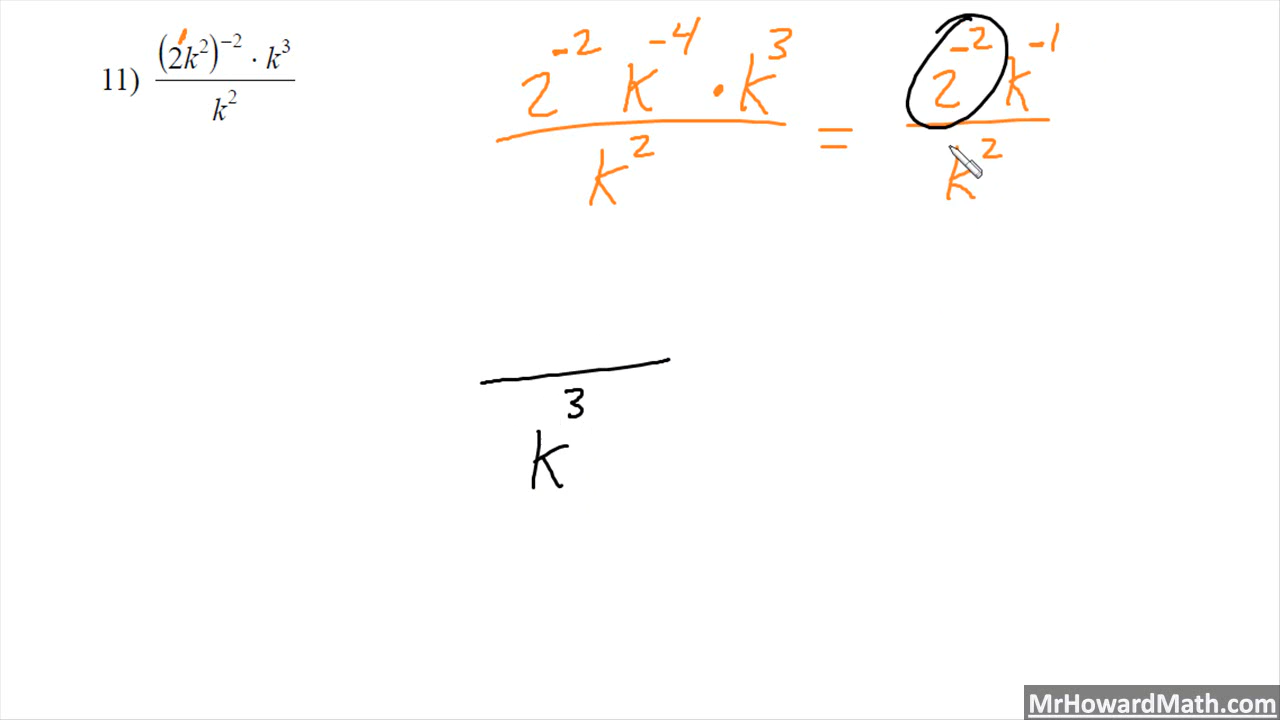 11) (2k²)⁻² · k³ / k²
2⁻² k⁻⁴ · k³ / k² = 2⁻² k⁻¹ / k²
k³
MrHowardMath.com